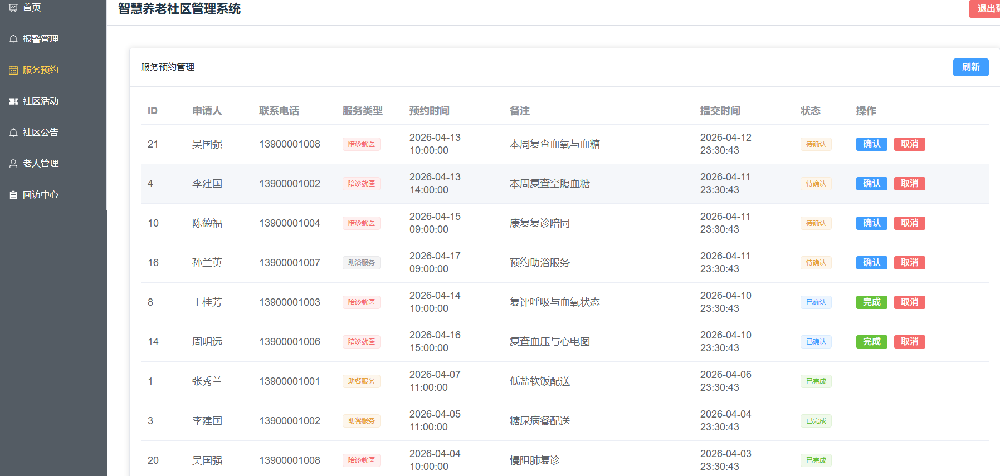 首页
智慧养老社区管理系统
退出登
报警管理
服务预约
社区活动
社区公告
老人管理
回访中心
服务预约管理
刷新
ID 申请人 联系电话 服务类型 预约时间 备注 提交时间 状态 操作
21 吴国强 13900001008 陪诊就医 2026-04-13 10:00:00 本周复查血氧与血糖 2026-04-12 23:30:43 待确认 确认 取消
4 李建国 13900001002 陪诊就医 2026-04-13 14:00:00 本周复查空腹血糖 2026-04-11 23:30:43 待确认 确认 取消
10 陈德福 13900001004 陪诊就医 2026-04-15 09:00:00 康复复诊陪同 2026-04-11 23:30:43 待确认 确认 取消
16 孙兰英 13900001007 助浴服务 2026-04-17 09:00:00 预约助浴服务 2026-04-11 23:30:43 待确认 确认 取消
8 王桂芳 13900001003 陪诊就医 2026-04-14 10:00:00 复评呼吸与血氧状态 2026-04-10 23:30:43 已确认 完成 取消
14 周明远 13900001006 陪诊就医 2026-04-16 15:00:00 复查血压与心电图 2026-04-10 23:30:43 已确认 完成 取消
1 张秀兰 13900001001 助餐服务 2026-04-07 11:00:00 低盐软饭配送 2026-04-06 23:30:43 已完成
3 李建国 13900001002 助餐服务 2026-04-05 11:00:00 糖尿病餐配送 2026-04-04 23:30:43 已完成
20 吴国强 13900001008 陪诊就医 2026-04-04 10:00:00 慢阻肺复诊 2026-04-03 23:30:43 已完成